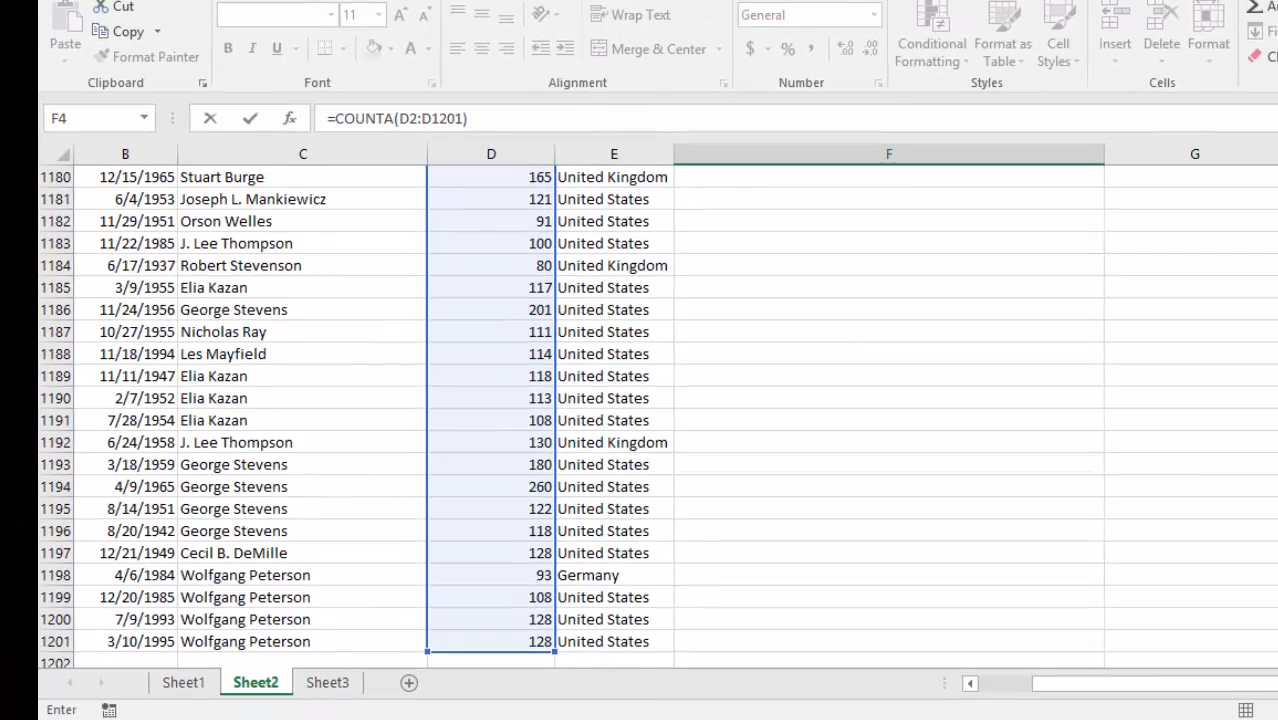 Cut
11
Wrap Text
General
Paste
Copy
Format Painter
B I U
A
Merge & Center
$ % ,
Conditional Formatting
Format as Table
Cell Styles
Insert
Delete
Format
Clipboard
Font
Alignment
Number
Styles
Cells
F4
fx
=COUNTA(D2:D1201)
B C D E F G
1180 12/15/1965 Stuart Burge 165 United Kingdom
1181 6/4/1953 Joseph L. Mankiewicz 121 United States
1182 11/29/1951 Orson Welles 91 United States
1183 11/22/1985 J. Lee Thompson 100 United States
1184 6/17/1937 Robert Stevenson 80 United Kingdom
1185 3/9/1955 Elia Kazan 117 United States
1186 11/24/1956 George Stevens 201 United States
1187 10/27/1955 Nicholas Ray 111 United States
1188 11/18/1994 Les Mayfield 114 United States
1189 11/11/1947 Elia Kazan 118 United States
1190 2/7/1952 Elia Kazan 113 United States
1191 7/28/1954 Elia Kazan 108 United States
1192 6/24/1958 J. Lee Thompson 130 United Kingdom
1193 3/18/1959 George Stevens 180 United States
1194 4/9/1965 George Stevens 260 United States
1195 8/14/1951 George Stevens 122 United States
1196 8/20/1942 George Stevens 118 United States
1197 12/21/1949 Cecil B. DeMille 128 United States
1198 4/6/1984 Wolfgang Peterson 93 Germany
1199 12/20/1985 Wolfgang Peterson 108 United States
1200 7/9/1993 Wolfgang Peterson 128 United States
1201 3/10/1995 Wolfgang Peterson 128 United States
1202
Sheet1 Sheet2 Sheet3
Enter